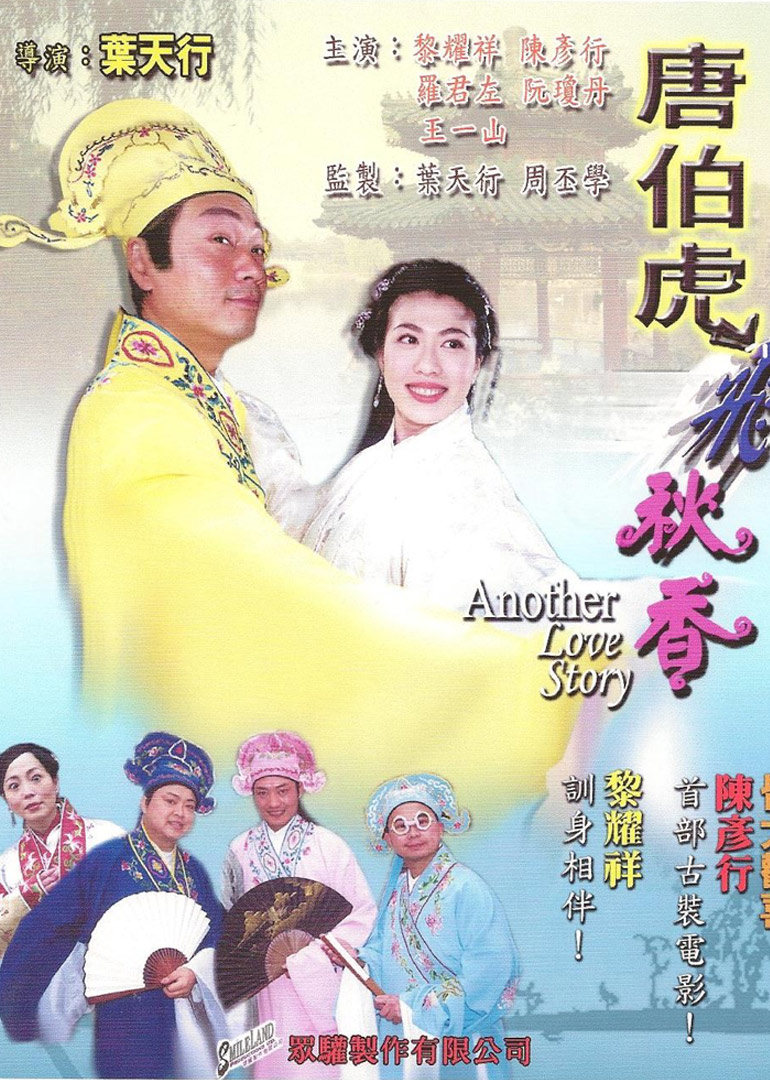 導演：葉天行
主演：黎耀祥 陳彥行
羅君左 阮瓊丹
王一山
監製：葉天行 周丕學
唐伯虎
秋香
Another
Love
Story
陳彥行
首部古裝電影！
黎耀祥
訓身相伴！
SMILELAND
眾驩製作有限公司